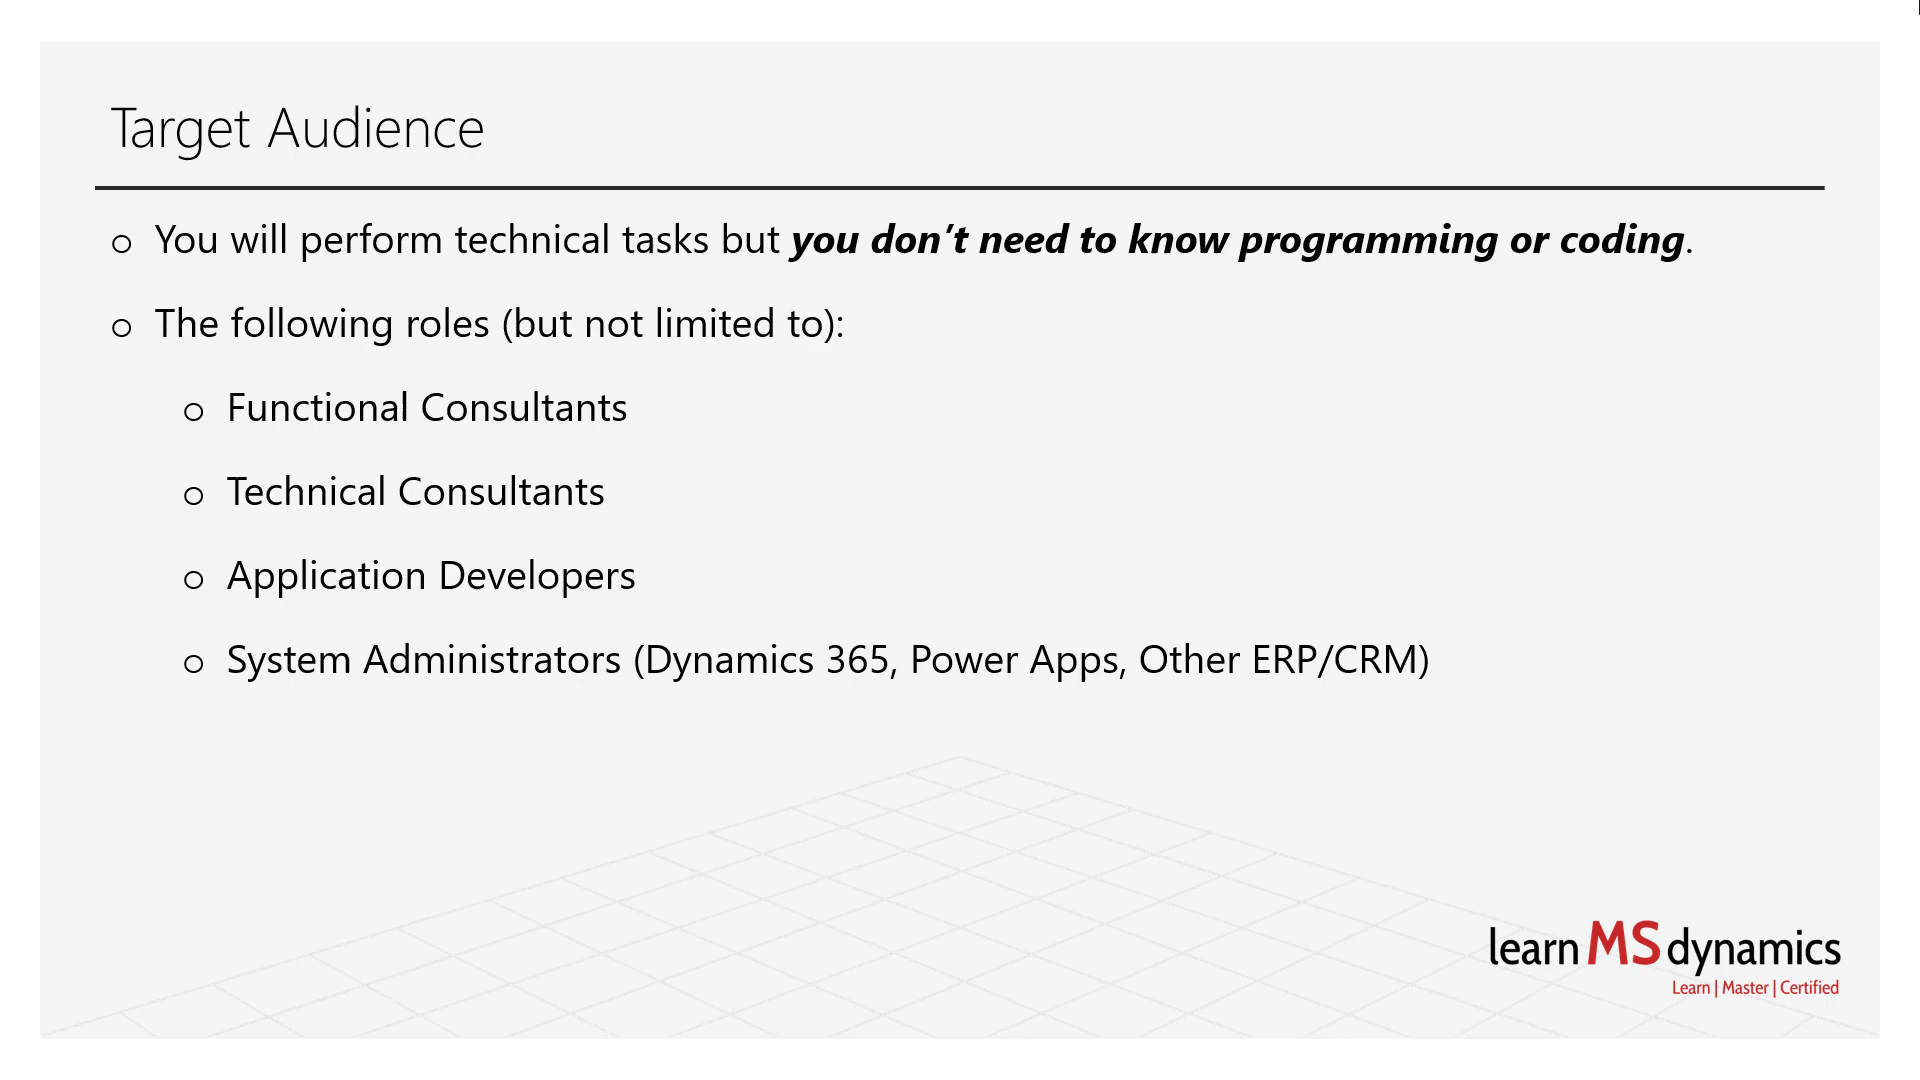 Target Audience
o You will perform technical tasks but you don’t need to know programming or coding.
o The following roles (but not limited to):
o Functional Consultants
o Technical Consultants
o Application Developers
o System Administrators (Dynamics 365, Power Apps, Other ERP/CRM)
learn MS dynamics
Learn | Master | Certified